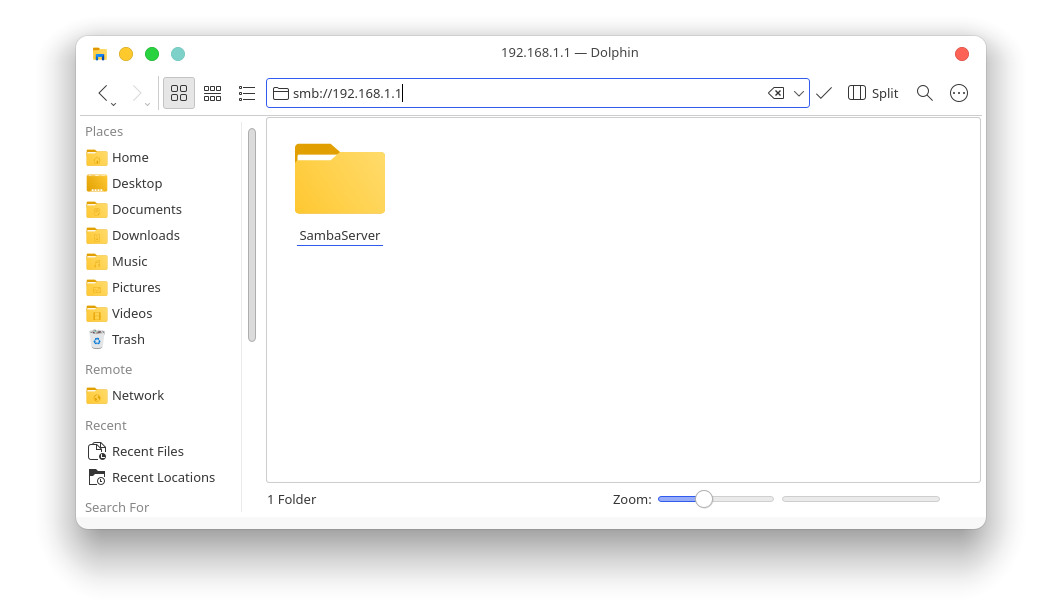 192.168.1.1 — Dolphin
smb://192.168.1.1
Split
Places
Home
Desktop
Documents
Downloads
Music
Pictures
Videos
Trash
Remote
Network
Recent
Recent Files
Recent Locations
Search For
SambaServer
1 Folder
Zoom: